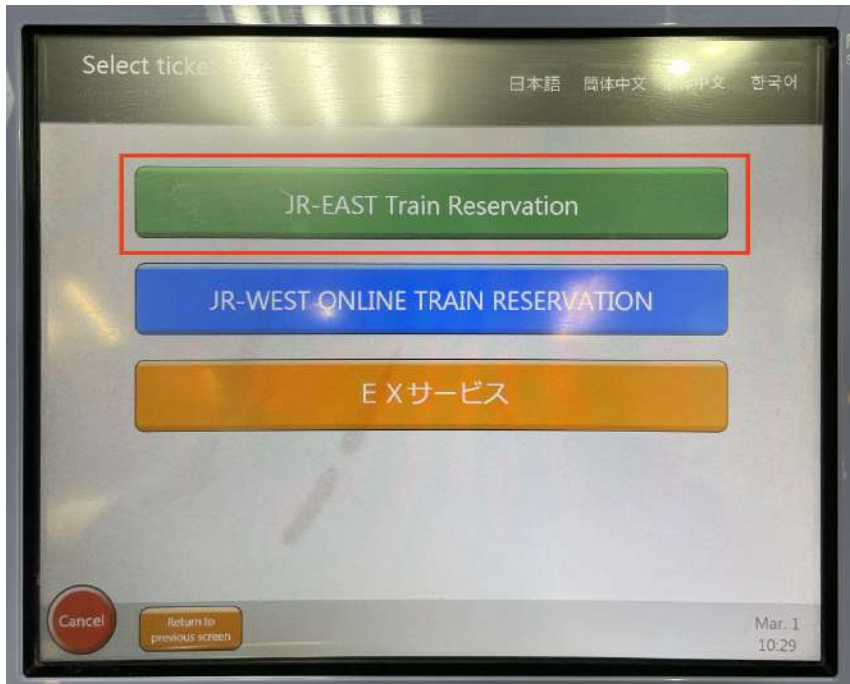 Select
日本語 簡体中文 한국어
JR-EAST Train Reservation
JR-WEST ONLINE TRAIN RESERVATION
EXサービス
Cancel
Return to
previous screen
Mar. 1
10:29